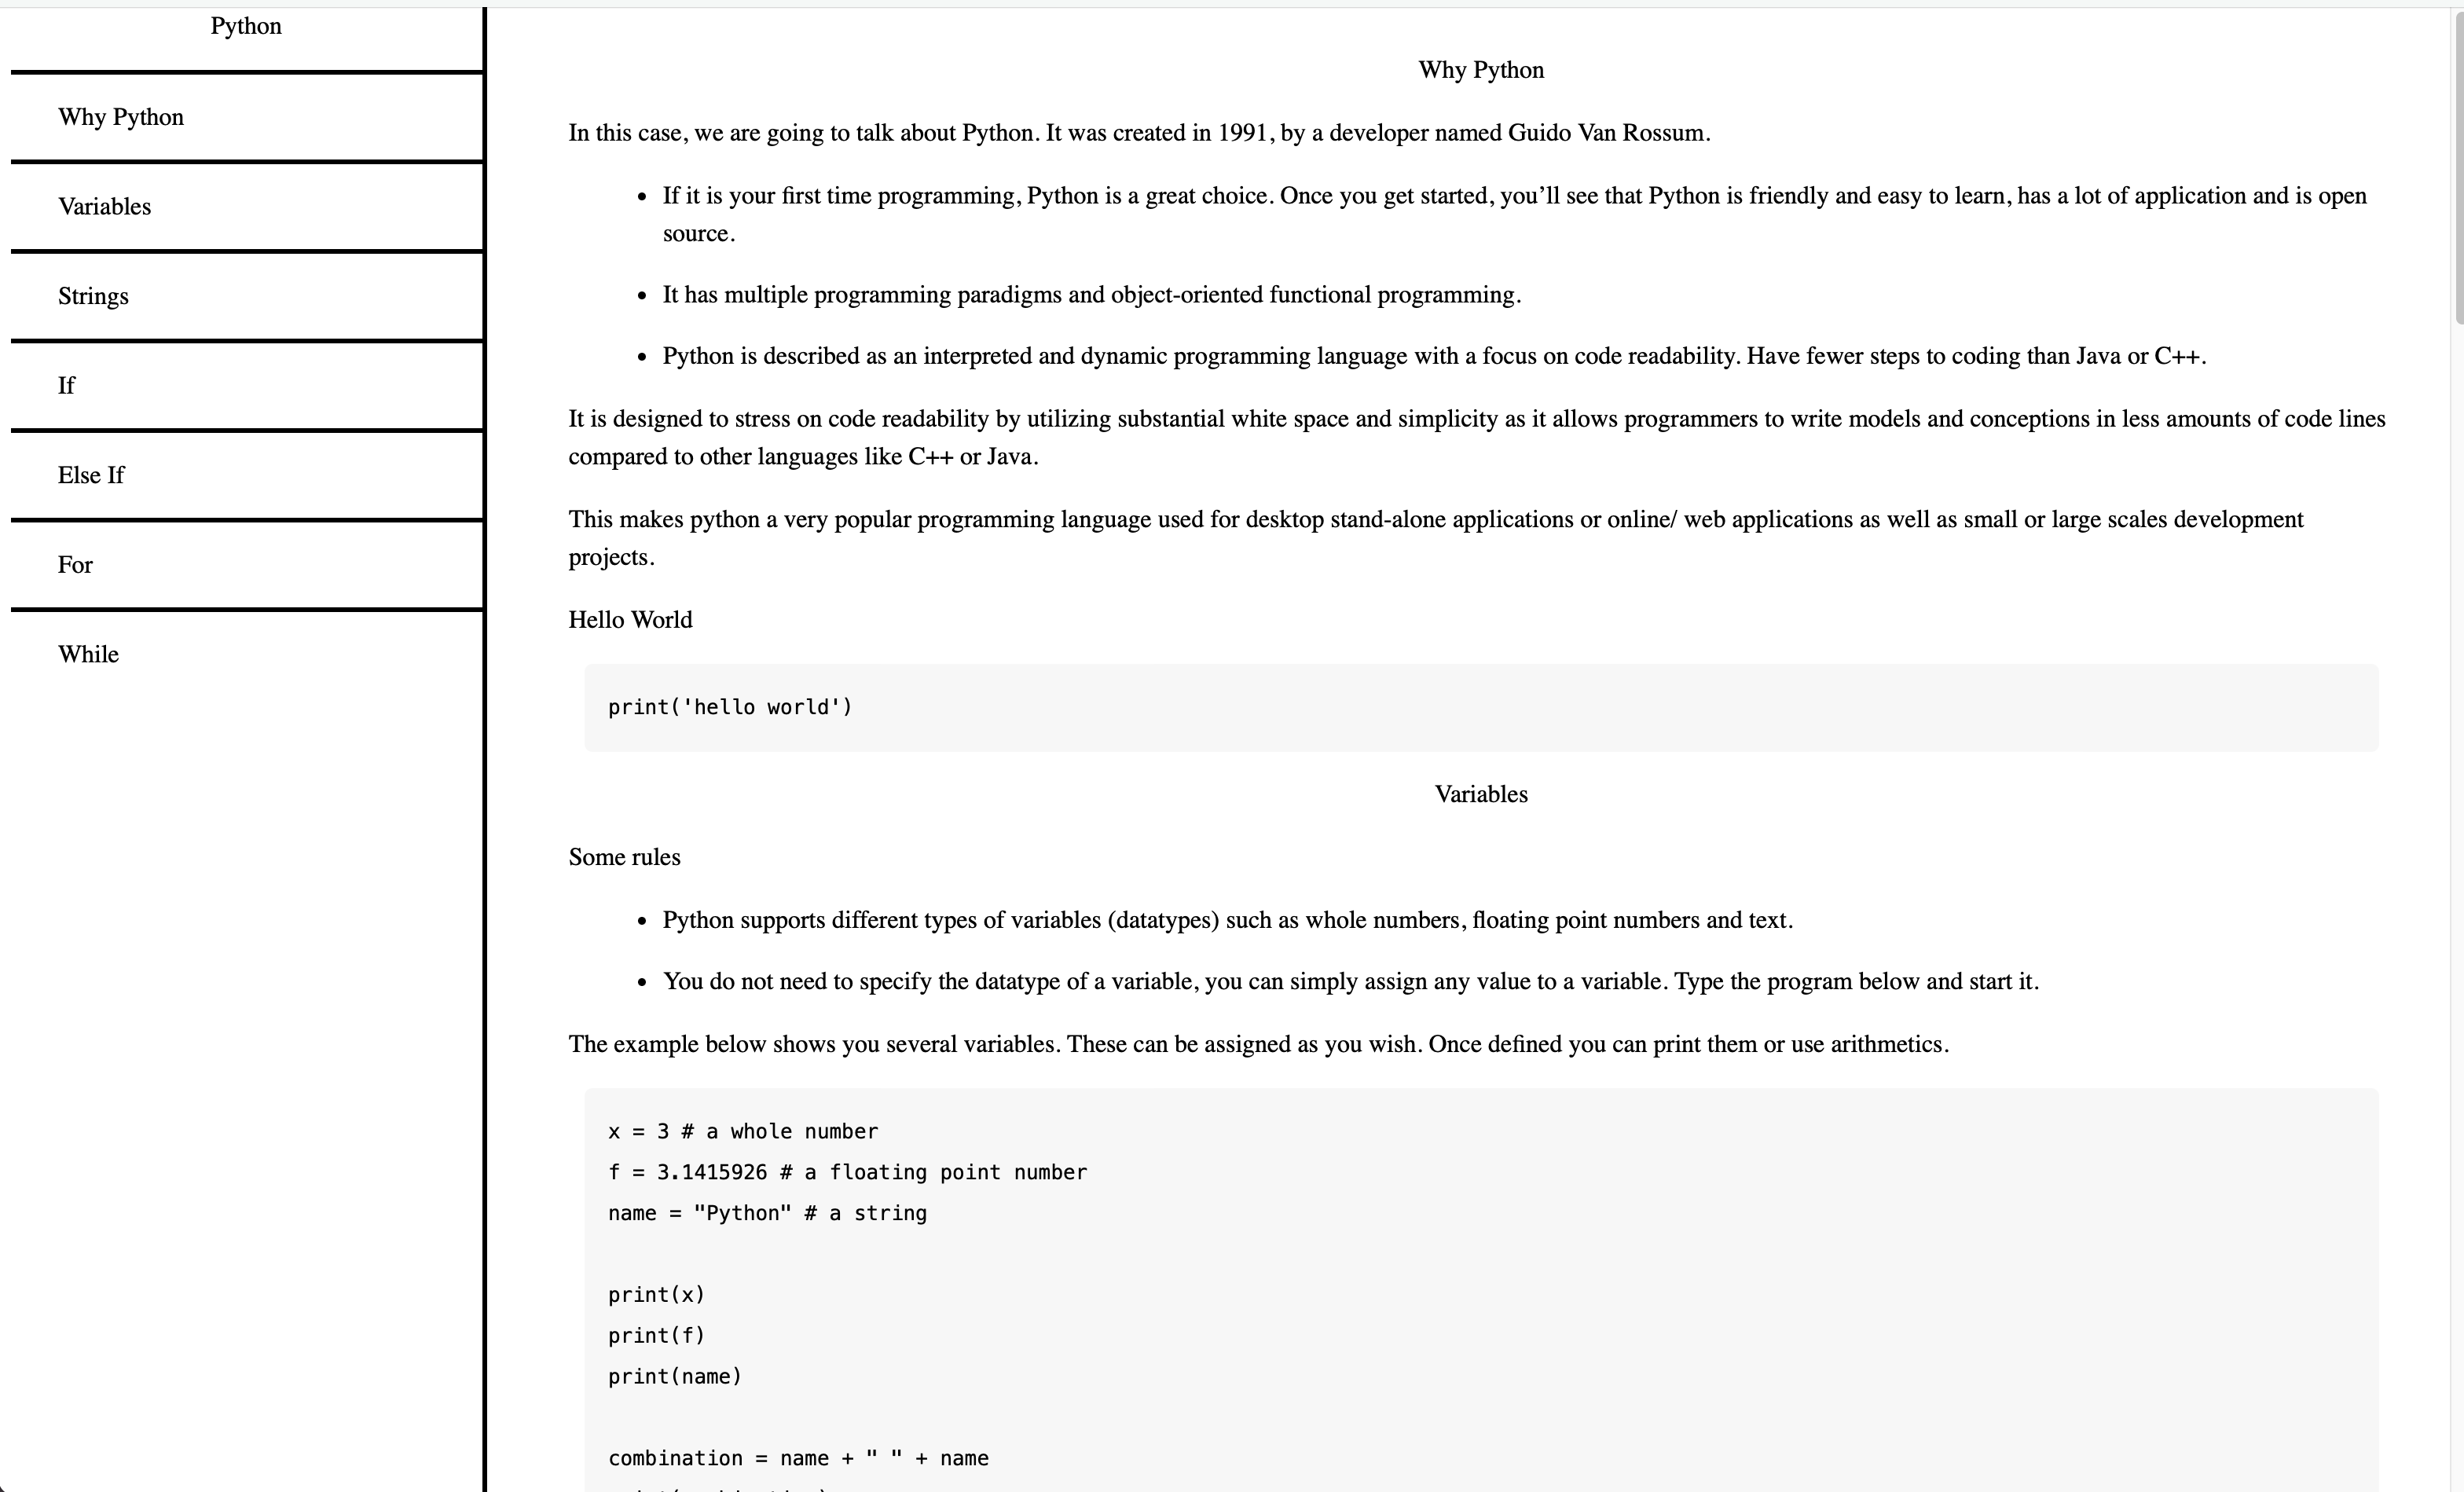 Python
Why Python
Variables
Strings
If
Else If
For
While
Why Python
In this case, we are going to talk about Python. It was created in 1991, by a developer named Guido Van Rossum.
• If it is your first time programming, Python is a great choice. Once you get started, you’ll see that Python is friendly and easy to learn, has a lot of application and is open
source.
• It has multiple programming paradigms and object-oriented functional programming.
• Python is described as an interpreted and dynamic programming language with a focus on code readability. Have fewer steps to coding than Java or C++.
It is designed to stress on code readability by utilizing substantial white space and simplicity as it allows programmers to write models and conceptions in less amounts of code lines
compared to other languages like C++ or Java.
This makes python a very popular programming language used for desktop stand-alone applications or online/ web applications as well as small or large scales development
projects.
Hello World
print('hello world')
Variables
Some rules
• Python supports different types of variables (datatypes) such as whole numbers, floating point numbers and text.
• You do not need to specify the datatype of a variable, you can simply assign any value to a variable. Type the program below and start it.
The example below shows you several variables. These can be assigned as you wish. Once defined you can print them or use arithmetics.
x = 3 # a whole number
f = 3.1415926 # a floating point number
name = "Python" # a string
print(x)
print(f)
print(name)
combination = name + " " + name